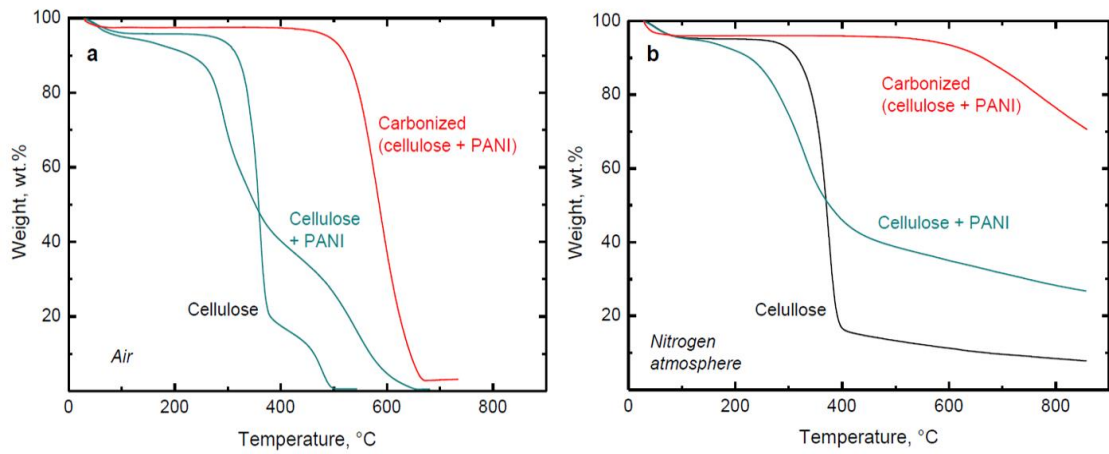 a
Weight, wt.%
100
80
60
40
20
Carbonized
(cellulose + PANI)
Cellulose
+ PANI
Cellulose
Air
0
200
400
600
800
Temperature, °C
b
Weight, wt.%
100
80
60
40
20
Carbonized
(cellulose + PANI)
Cellulose + PANI
Celullose
Nitrogen
atmosphere
0
200
400
600
800
Temperature, °C